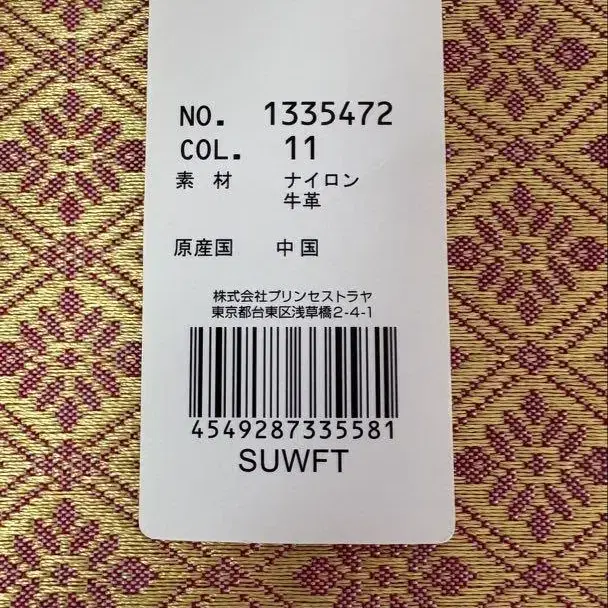 NO. 1335472
COL. 11
素 材 ナイロン
牛革
原産国 中国
株式会社プリンセストラヤ
東京都台東区浅草橋2-4-1
4549287335581
SUWFT